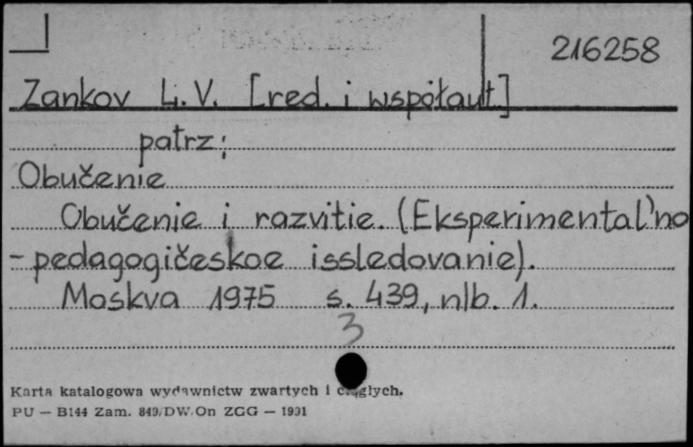 216258
Zankov L. V. [red. i współaut.]
patrz:
Obučenie
Obučenie i razvitie. (Eksperimental'no
-pedagogičeskoe issledovanie).
Moskva 1975 s. 439, nlb. 1.
3
Karta katalogowa wydawnictw zwartych i ciągłych.
PU — B144 Zam. 849/DW/On ZGG — 1991